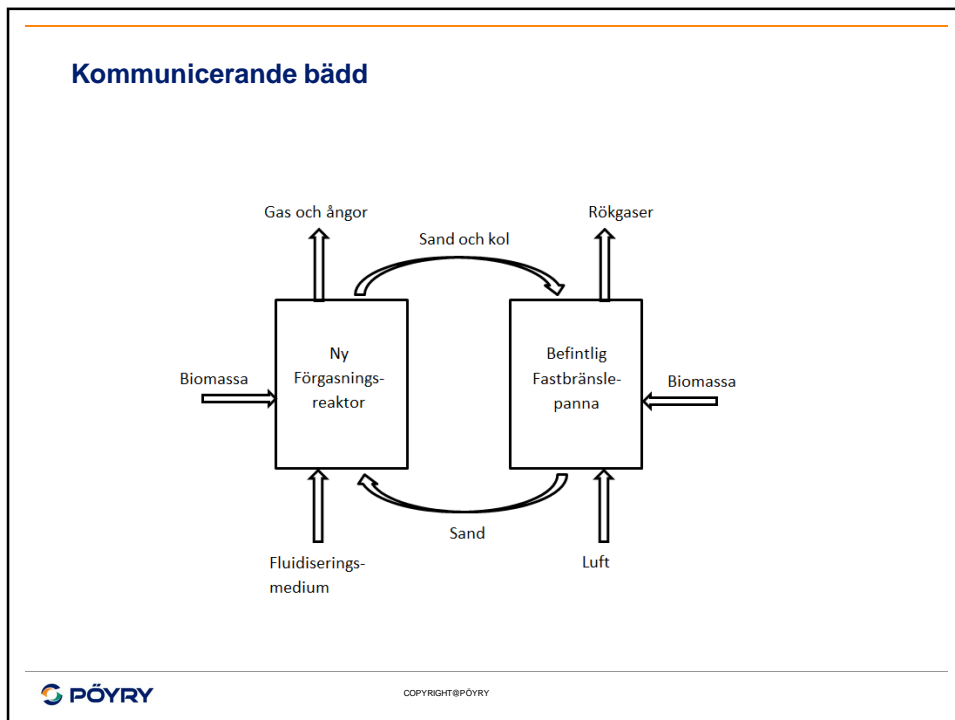 Kommunicerande bädd
Gas och ångor
Rökgaser
Sand och kol
Ny
Förgasnings-
reaktor
Befintlig
Fastbränsle-
panna
Biomassa
Biomassa
Sand
Fluidiserings-
medium
Luft
PÖYRY
COPYRIGHT@PÖYRY